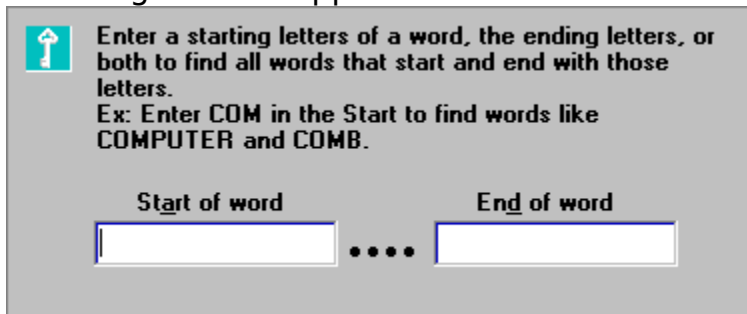 Enter a starting letters of a word, the ending letters, or
both to find all words that start and end with those
letters.
Ex: Enter COM in the Start to find words like
COMPUTER and COMB.
Start of word End of word